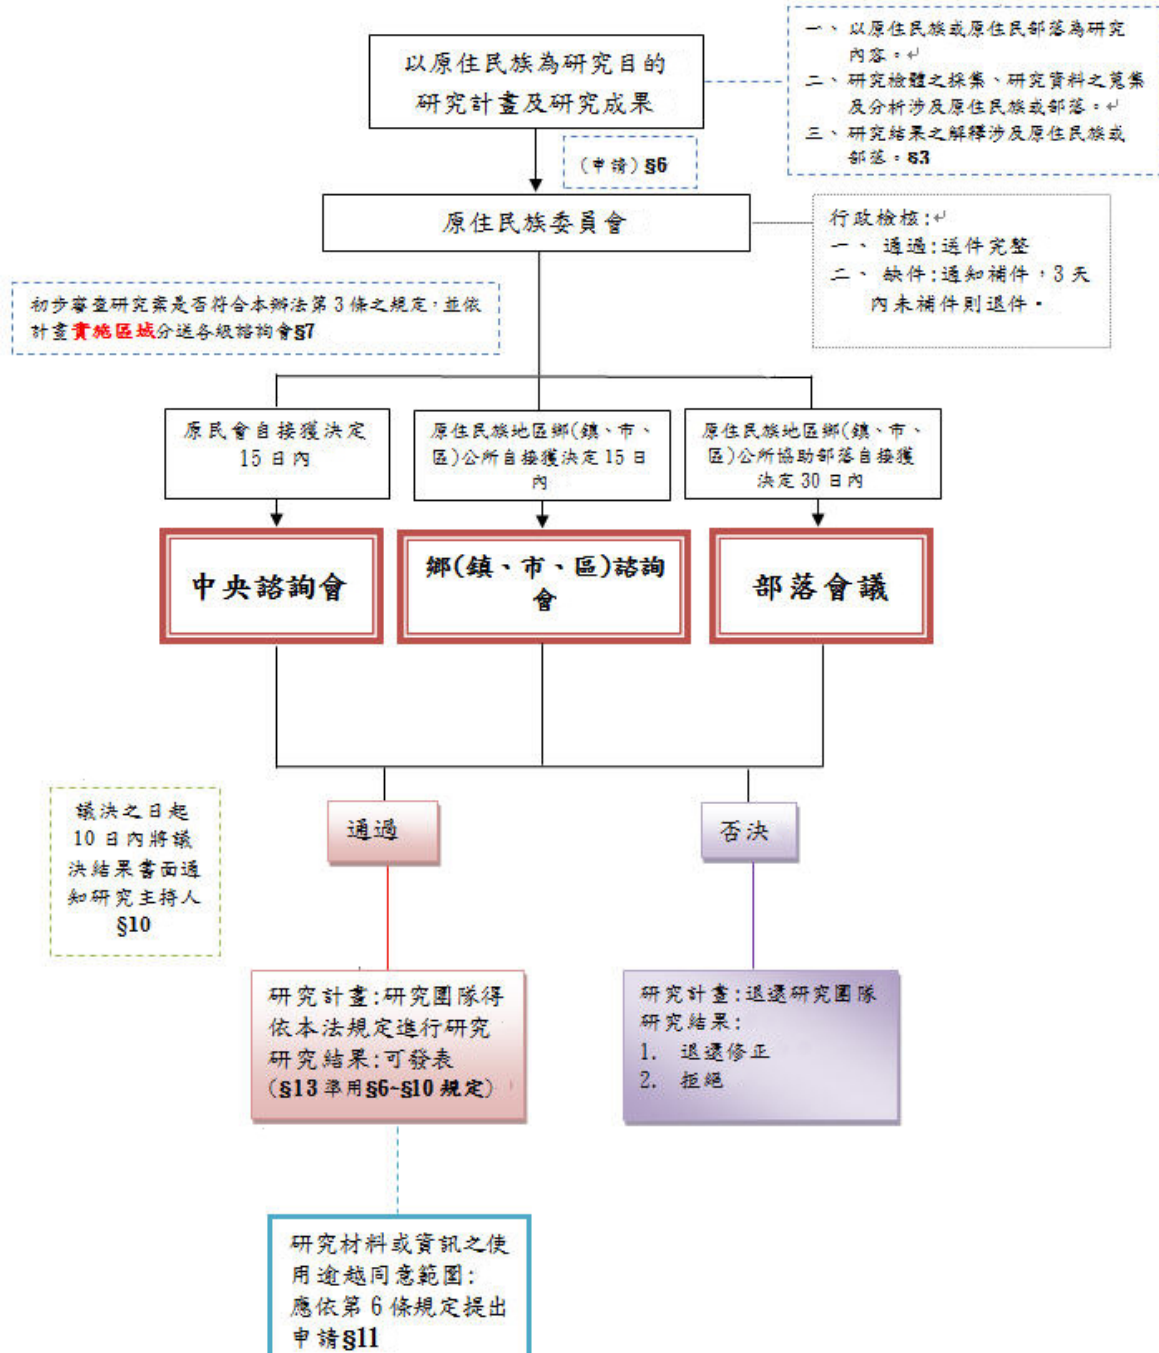 以原住民族為研究目的
研究計畫及研究成果
一、 以原住民族或原住民部落為研究
內容。↵
二、研究檢體之採集、研究資料之蒐集
及分析涉及原住民族或部落。↵
三、研究結果之解釋涉及原住民族或
部落。§3
(申請) §6
原住民族委員會
行政檢核:↵
一、 通過:送件完整
二、 缺件:通知補件，3 天
內未補件則退件。
初步審查研究案是否符合本辦法第 3 條之規定，並依
計畫實施區域分送各級諮詢會§7
原民會自接獲決定
15 日內
原住民族地區鄉(鎮、市、
區)公所自接獲決定 15 日
內
原住民族地區鄉(鎮、市、
區)公所協助部落自接獲
決定 30 日內
中央諮詢會
鄉(鎮、市、區)諮詢
會
部落會議
議決之日起
10 日內將議
決結果書面通
知研究主持人
§10
通過
否決
研究計畫:研究團隊得
依本法規定進行研究
研究結果:可發表
(§13 準用§6~§10 規定)
研究計畫:退還研究團隊
研究結果:
1. 退還修正
2. 拒絕
研究材料或資訊之使
用逾越同意範圍:
應依第 6 條規定提出
申請§11